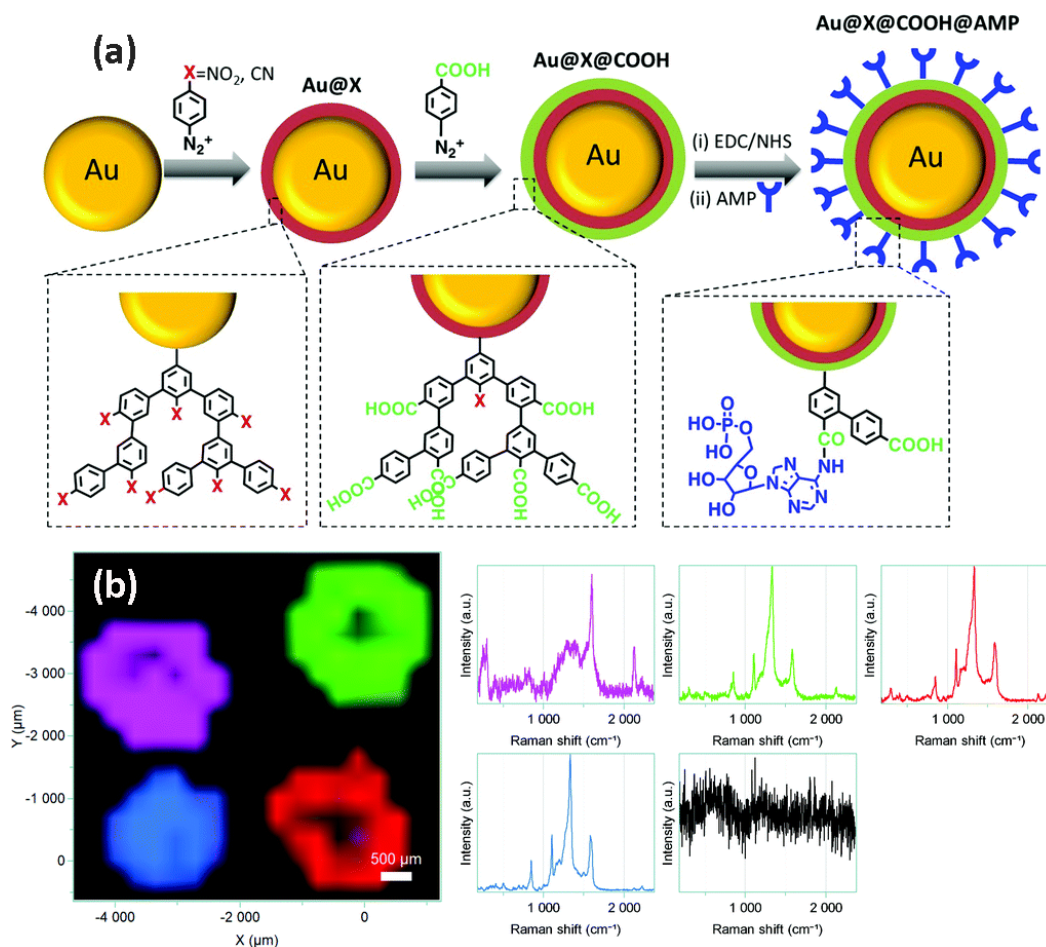 (a)
X=NO2, CN
N2+
Au@X
COOH
N2+
Au@X@COOH
Au@X@COOH@AMP
Au
Au
Au
(i) EDC/NHS
(ii) AMP
Au
X
X
X
X
X
X
X
X
X
HOOC
COOH
HOOC
COOH
COOH
COOH
COOH
O
HO
P
O
OH
O
HO
OH
N
N
N
N
NH
CO
COOH
(b)
Y (µm)
-4 000
-3 000
-2 000
-1 000
0
-4 000
-2 000
0
X (µm)
500 µm
Intensity (a.u.)
1 000
2 000
Raman shift (cm⁻¹)
Intensity (a.u.)
1 000
2 000
Raman shift (cm⁻¹)
Intensity (a.u.)
1 000
2 000
Raman shift (cm⁻¹)
Intensity (a.u.)
1 000
2 000
Raman shift (cm⁻¹)
Intensity (a.u.)
1 000
2 000
Raman shift (cm⁻¹)